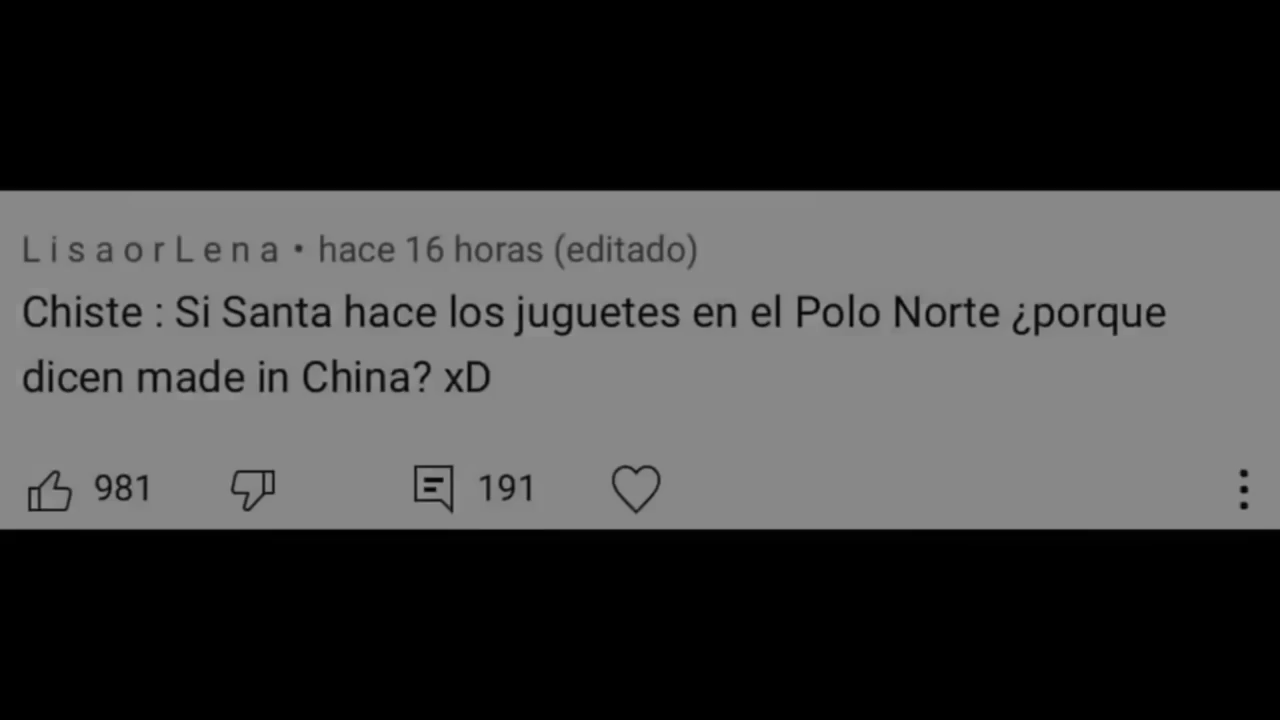 L i s a o r L e n a • hace 16 horas (editado)
Chiste : Si Santa hace los juguetes en el Polo Norte ¿porque
dicen made in China? xD
981 191